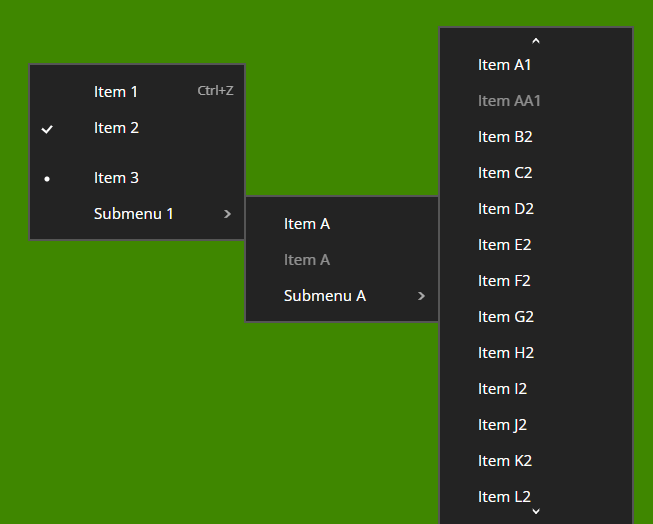 Item 1 Ctrl+Z
Item 2
Item 3
Submenu 1
Item A
Item A
Submenu A
Item A1
Item AA1
Item B2
Item C2
Item D2
Item E2
Item F2
Item G2
Item H2
Item I2
Item J2
Item K2
Item L2